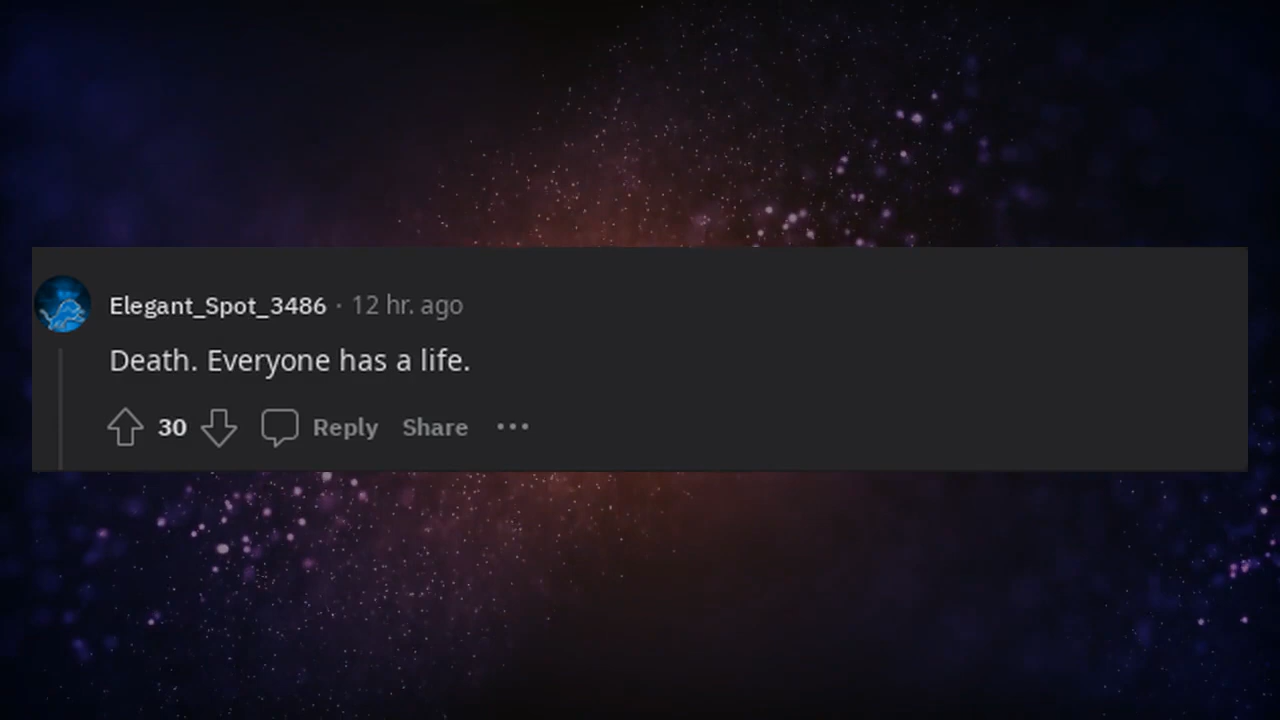 Elegant_Spot_3486 · 12 hr. ago
Death. Everyone has a life.
30 Reply Share ···